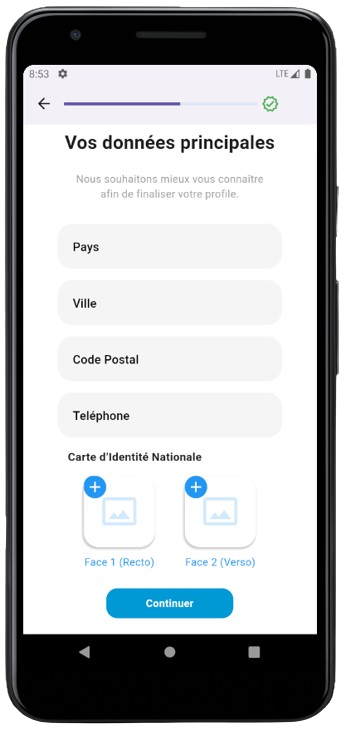 8:53 LTE
Vos données principales
Nous souhaitons mieux vous connaître
afin de finaliser votre profile.
Pays
Ville
Code Postal
Teléphone
Carte d'Identité Nationale
Face 1 (Recto) Face 2 (Verso)
Continuer